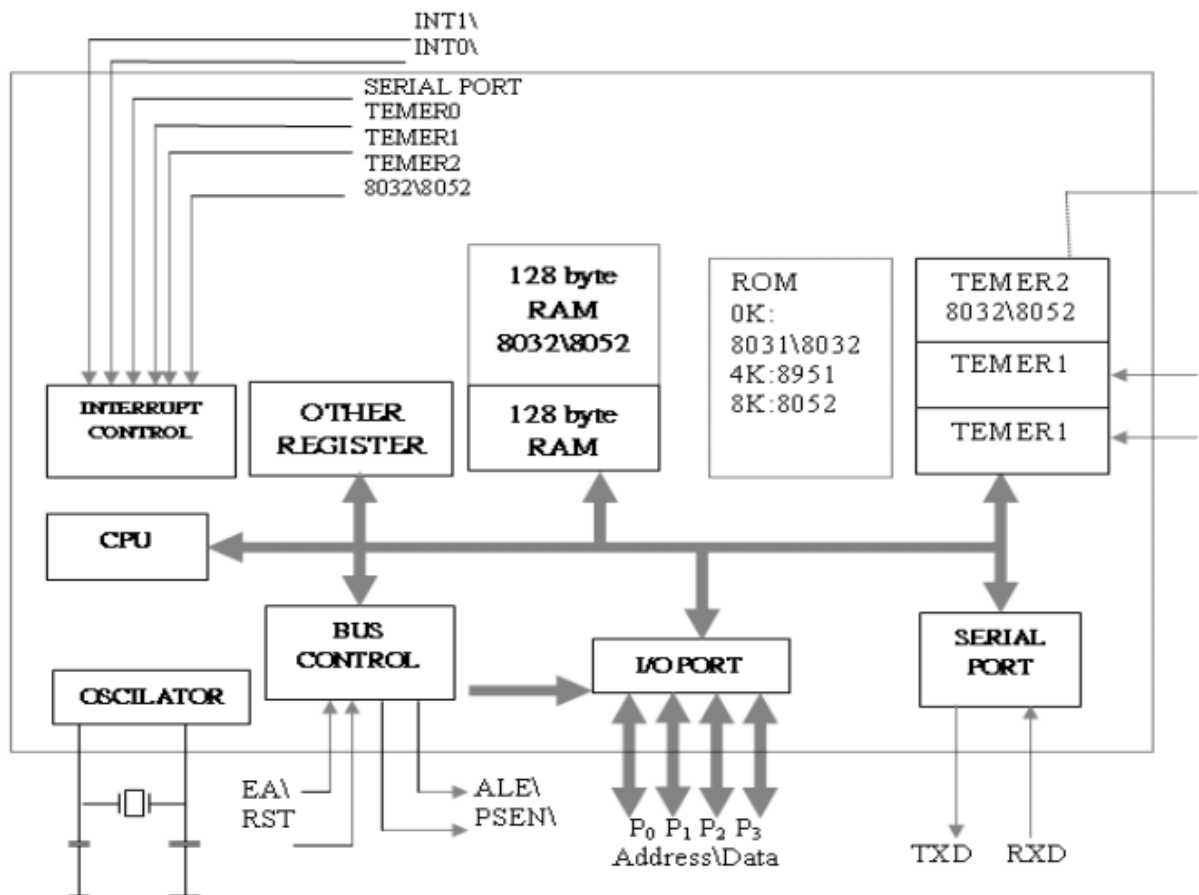 INT1\
INT0\
SERIAL PORT
TEMER0
TEMER1
TEMER2
8032\8052
128 byte
RAM
8032\8052
128 byte
RAM
ROM
0K:
8031\8032
4K:8951
8K:8052
TEMER2
8032\8052
TEMER1
TEMER1
INTERRUPT
CONTROL
OTHER
REGISTER
CPU
BUS
CONTROL
I/O PORT
SERIAL
PORT
OSCILATOR
EA\
RST
ALE\
PSEN\
P0 P1 P2 P3
Address\Data
TXD RXD